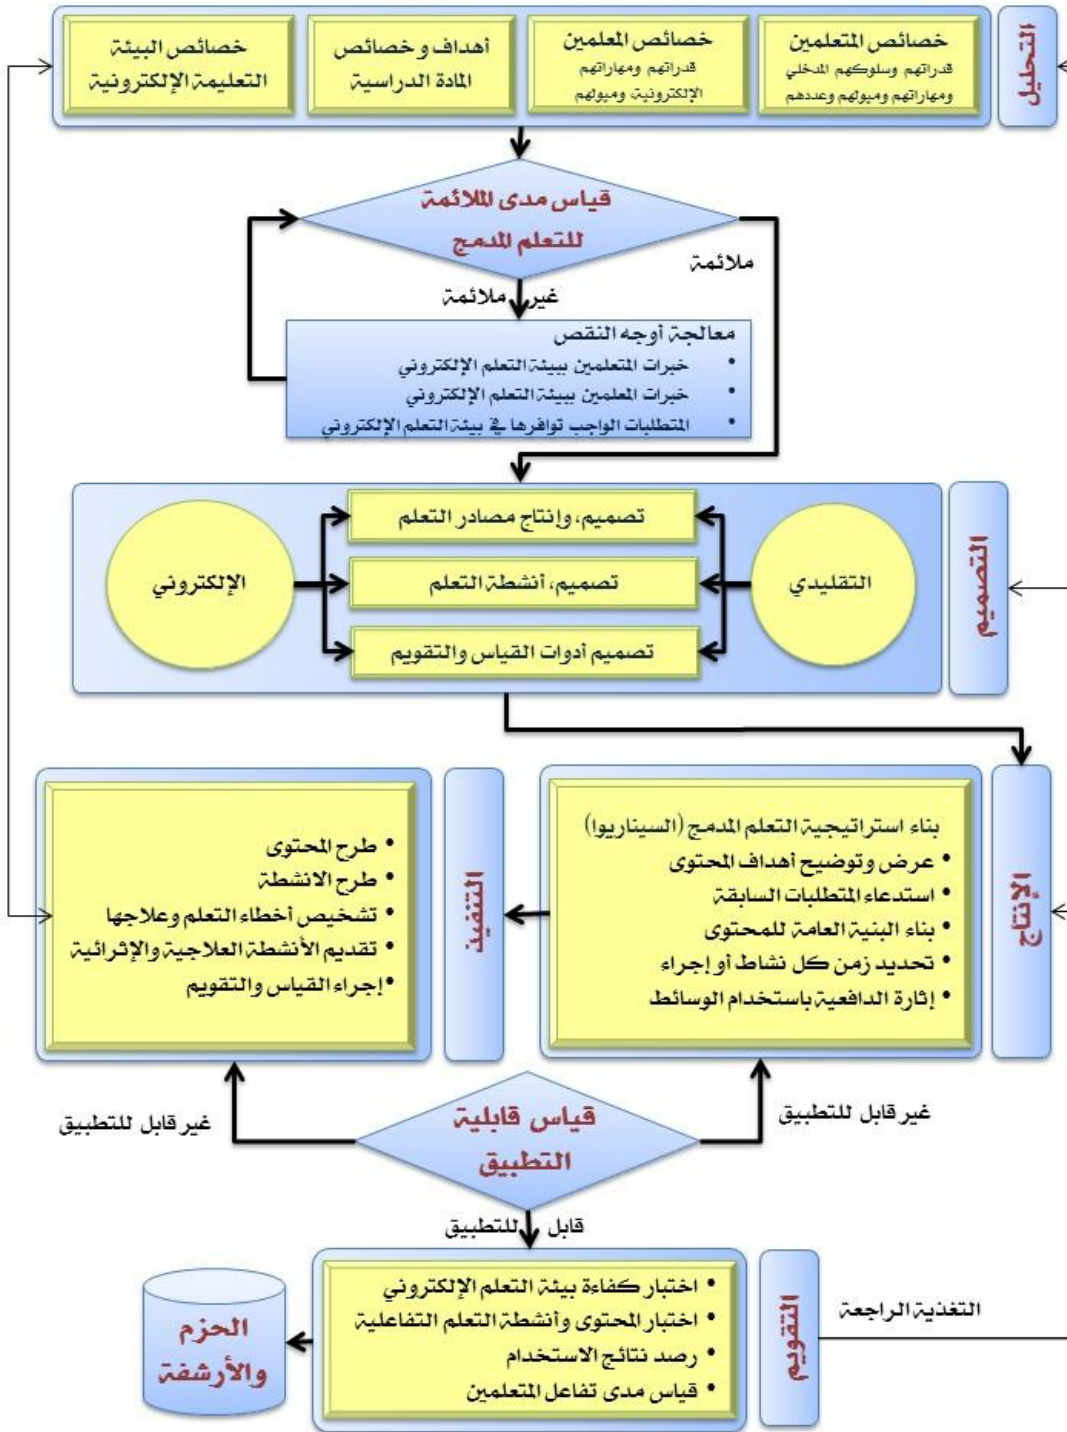 التحليل
خصائص المتعلمين
قدراتهم وسلوكهم المدخلي
ومهاراتهم وميولهم وعددهم
خصائص المعلمين
قدراتهم ومهاراتهم
الإلكترونية، وميولهم
أهداف و خصائص
المادة الدراسية
خصائص البيئة
التعليمة الإلكترونية
قياس مدى الملائمة
للتعلم المدمج
ملائمة
غير ملائمة
معالجة أوجه النقص
• خبرات المتعلمين ببيئة التعلم الإلكتروني
• خبرات المعلمين ببيئة التعلم الإلكتروني
• المتطلبات الواجب توافرها في بيئة التعلم الإلكتروني
التصميم
التقليدي
تصميم، وإنتاج مصادر التعلم
تصميم، أنشطة التعلم
تصميم أدوات القياس والتقويم
الإلكتروني
الإنتاج
بناء استراتيجية التعلم المدمج (السيناريوا)
• عرض وتوضيح أهداف المحتوى
• استدعاء المتطلبات السابقة
• بناء البنية العامة للمحتوى
• تحديد زمن كل نشاط أو إجراء
• إثارة الدافعية باستخدام الوسائط
التنفيذ
• طرح المحتوى
• طرح الانشطة
• تشخيص أخطاء التعلم وعلاجها
• تقديم الأنشطة العلاجية والإثرائية
• إجراء القياس والتقويم
قياس قابلية
التطبيق
غير قابل للتطبيق
غير قابل للتطبيق
قابل للتطبيق
التقويم
• اختبار كفاءة بيئة التعلم الإلكتروني
• اختبار المحتوى وأنشطة التعلم التفاعلية
• رصد نتائج الاستخدام
• قياس مدى تفاعل المتعلمين
التغذية الراجعة
الحزم
والأرشفة